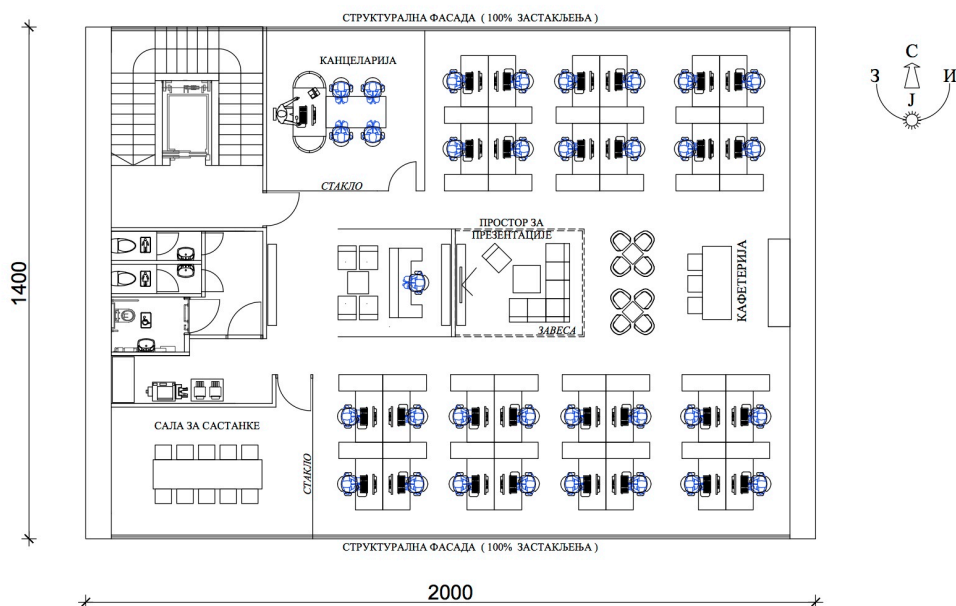 СТРУКТУРАЛНА ФАСАДА ( 100% ЗАСТАКЉЕЊА )
КАНЦЕЛАРИЈА
С
З
И
Ј
СТАКЛО
ПРОСТОР ЗА
ПРЕЗЕНТАЦИЈЕ
КАФЕТЕРИЈА
1400
ЗАВЕСА
САЛА ЗА САСТАНКЕ
СТАКЛО
СТРУКТУРАЛНА ФАСАДА ( 100% ЗАСТАКЉЕЊА )
2000